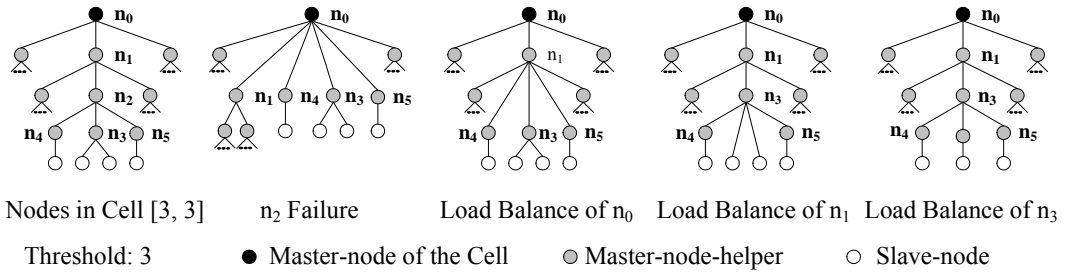 n₀ n₀ n₀ n₀ n₀
n₁ n₁ n₁ n₁
n₂ n₁ n₄ n₃ n₅ n₃ n₃
n₄ n₃ n₅ n₄ n₃ n₅ n₄ n₅ n₄ n₅
Nodes in Cell [3, 3] n₂ Failure Load Balance of n₀ Load Balance of n₁ Load Balance of n₃
Threshold: 3 Master-node of the Cell Master-node-helper Slave-node